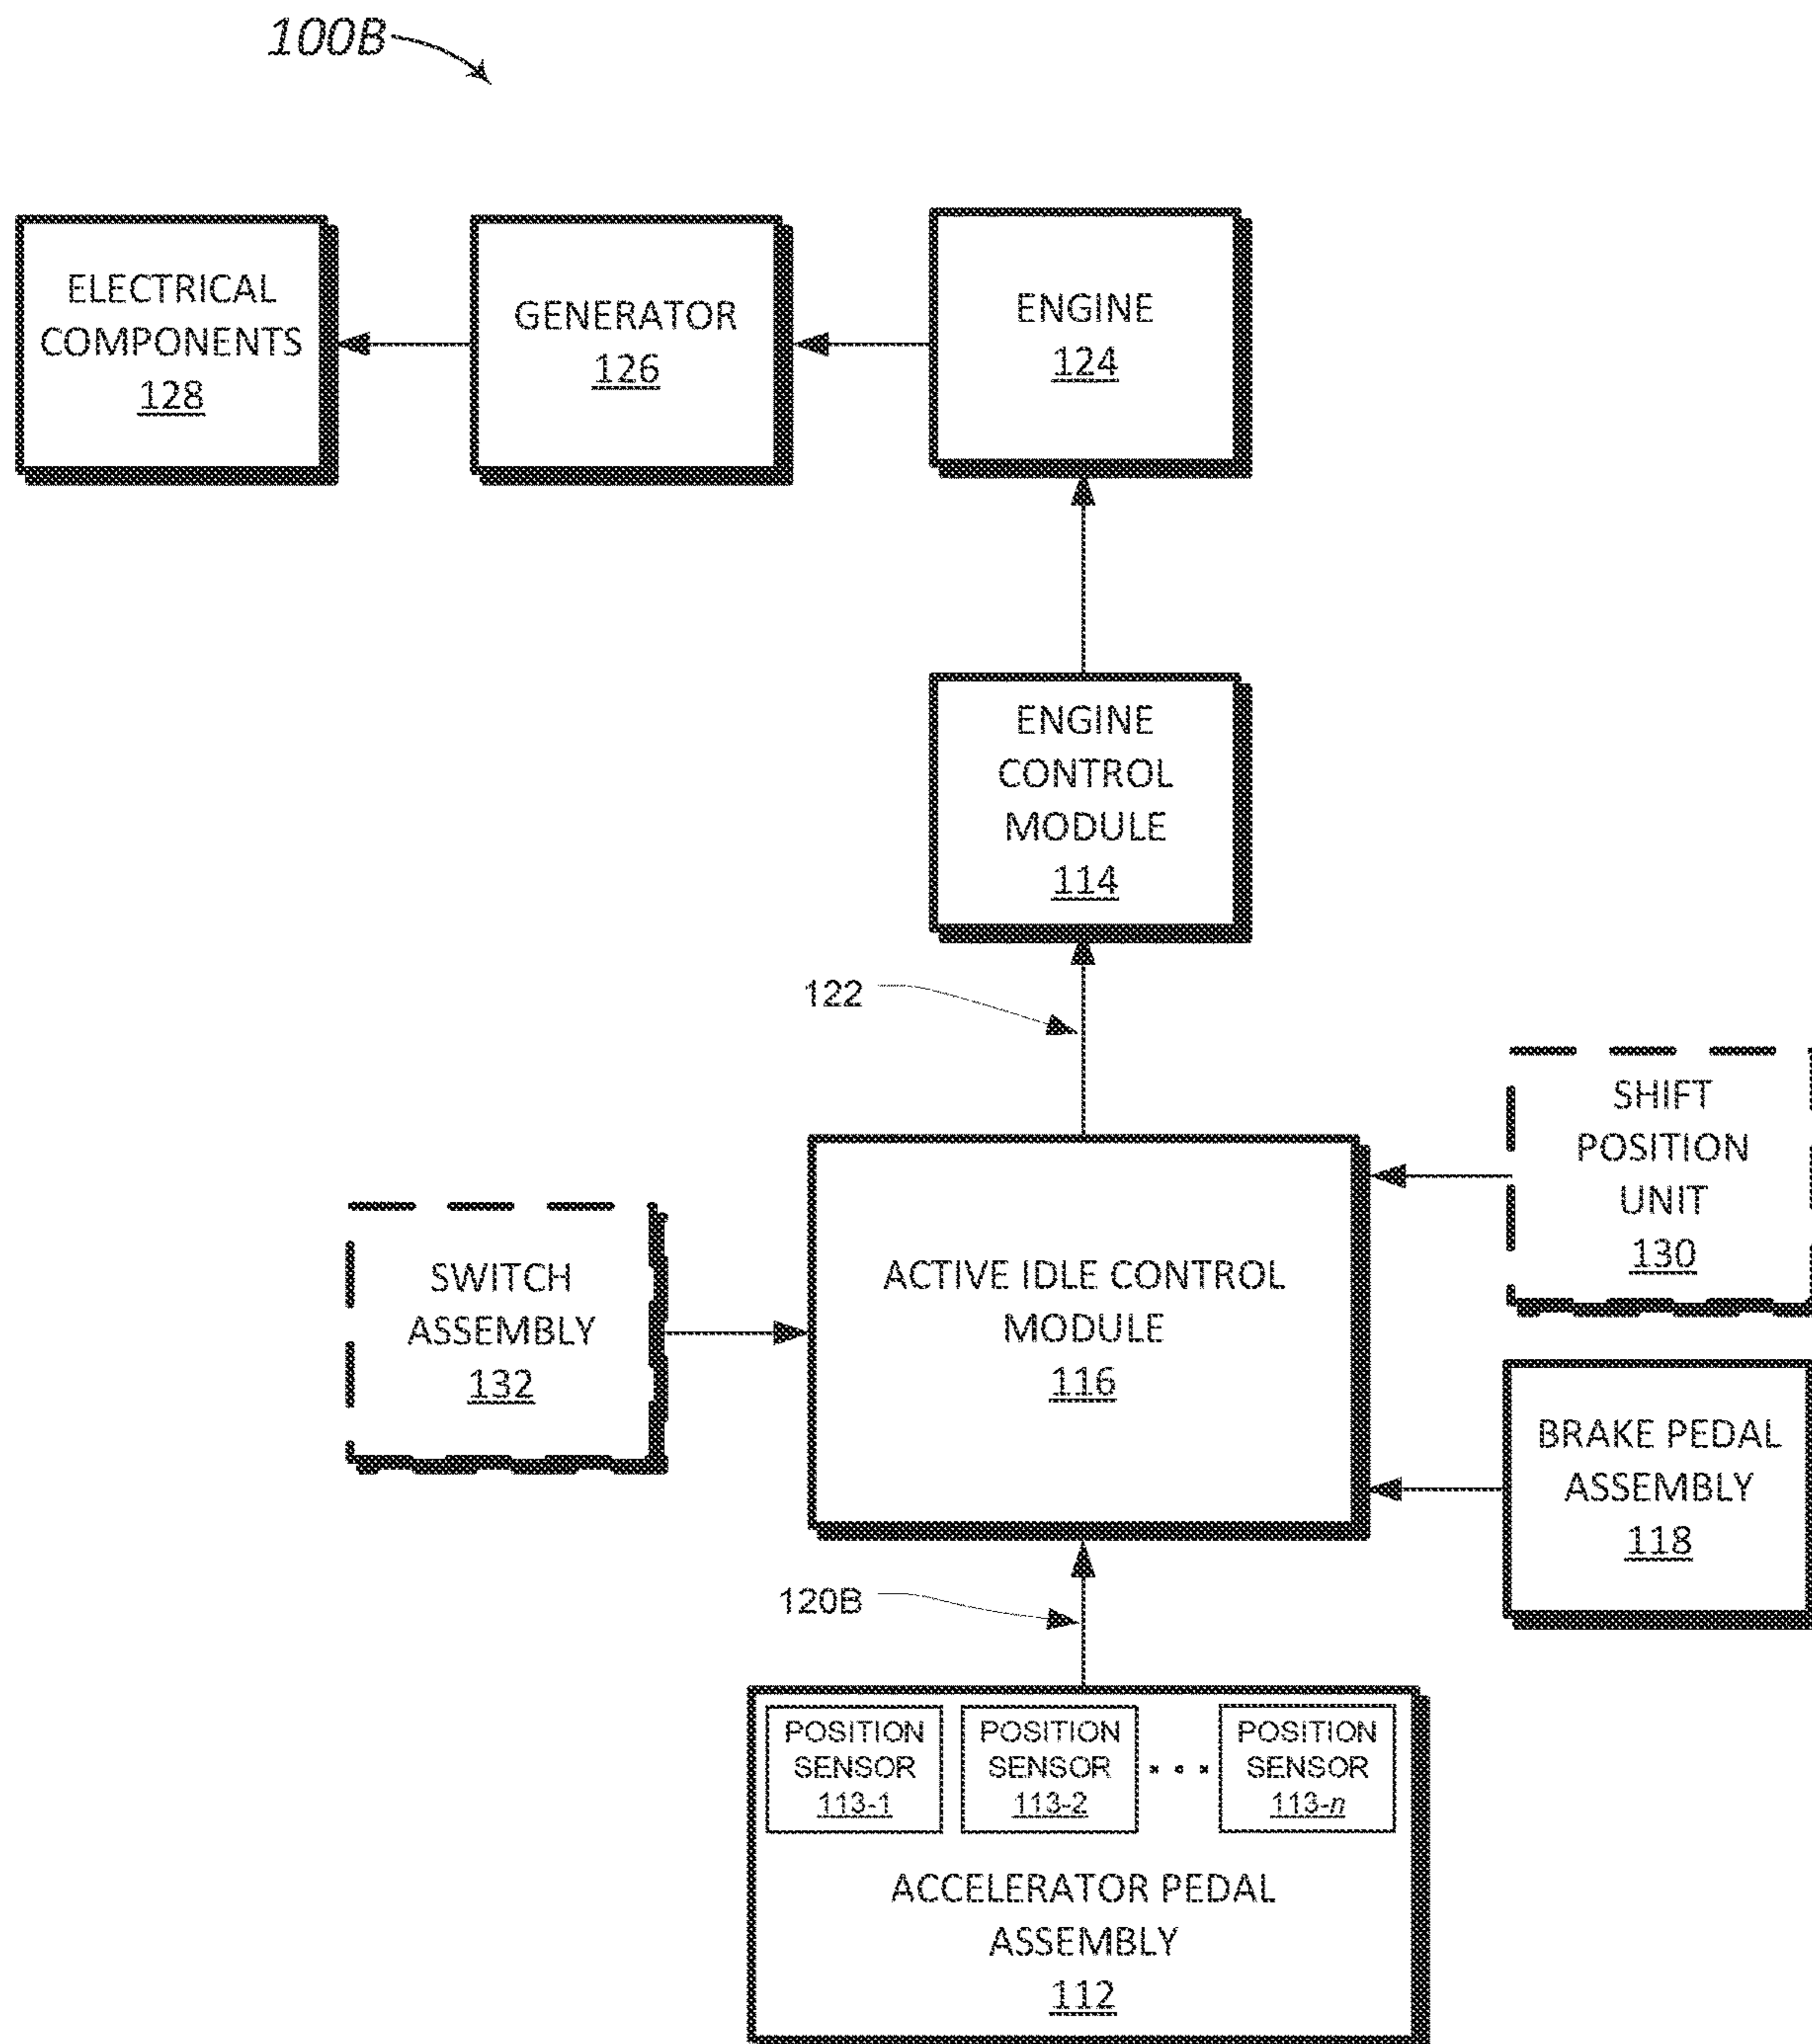 100B
ELECTRICAL
COMPONENTS
128
GENERATOR
126
ENGINE
124
ENGINE
CONTROL
MODULE
114
122
SHIFT
POSITION
UNIT
130
SWITCH
ASSEMBLY
132
ACTIVE IDLE CONTROL
MODULE
116
BRAKE PEDAL
ASSEMBLY
118
120B
POSITION
SENSOR
113-1
POSITION
SENSOR
113-2
. . .
POSITION
SENSOR
113-n
ACCELERATOR PEDAL
ASSEMBLY
112